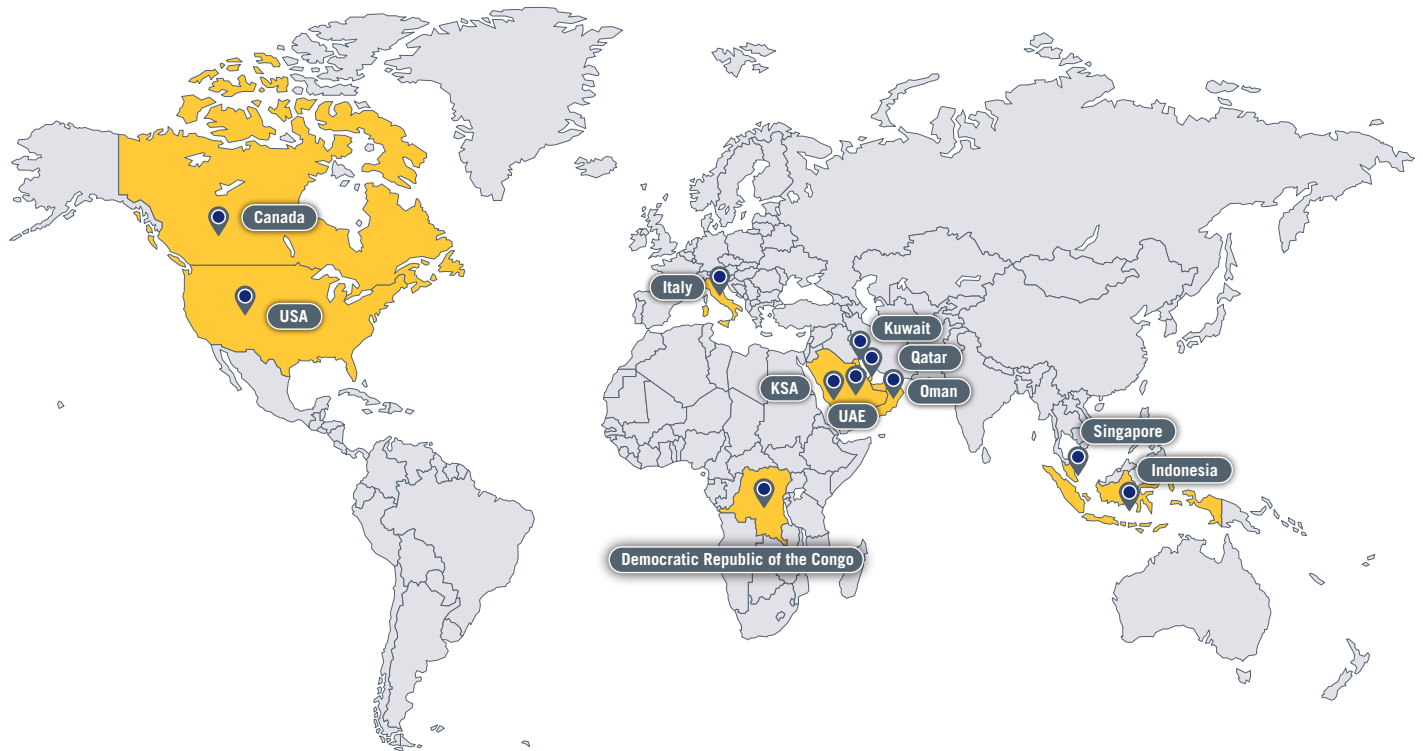 Canada
USA
Italy
Kuwait
Qatar
KSA
Oman
UAE
Singapore
Indonesia
Democratic Republic of the Congo